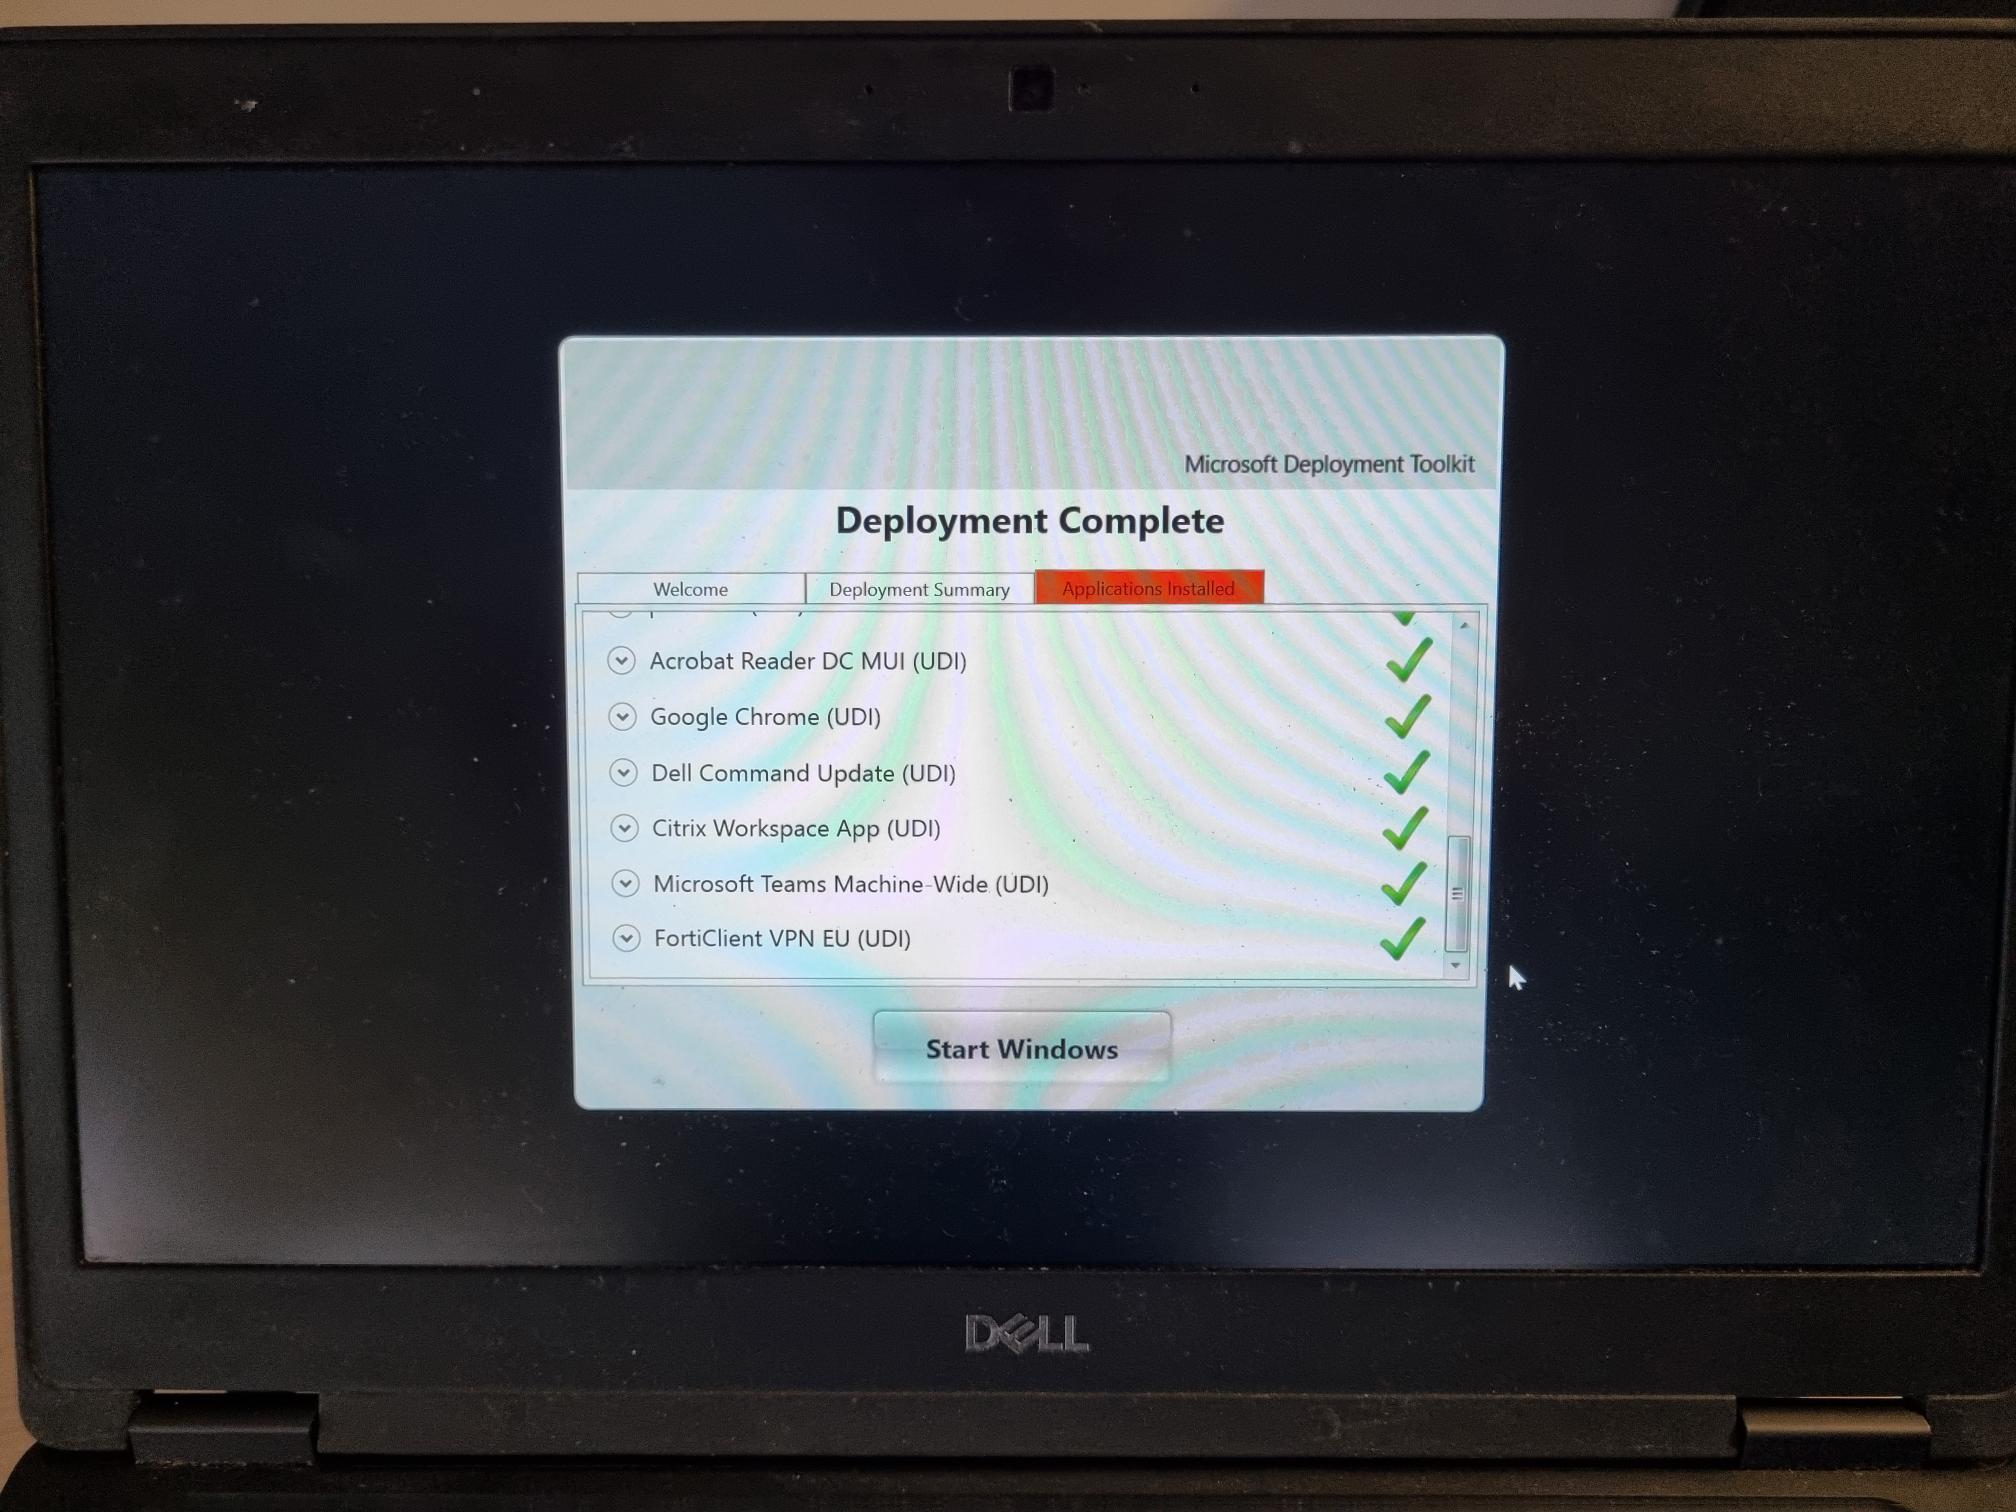 Microsoft Deployment Toolkit
Deployment Complete
Welcome
Deployment Summary
Applications Installed
Acrobat Reader DC MUI (UDI)
Google Chrome (UDI)
Dell Command Update (UDI)
Citrix Workspace App (UDI)
Microsoft Teams Machine-Wide (UDI)
FortiClient VPN EU (UDI)
Start Windows
DELL